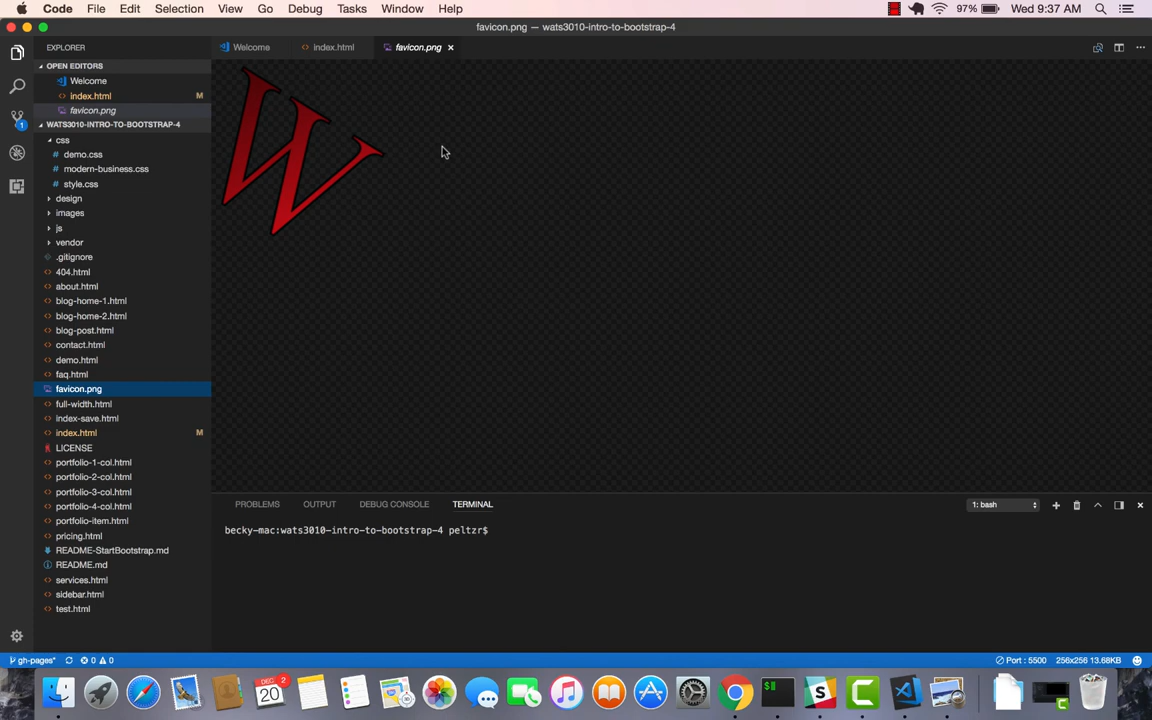 Code File Edit Selection View Go Debug Tasks Window Help 97% Wed 9:37 AM
favicon.png — wats3010-intro-to-bootstrap-4
EXPLORER
Welcome index.html favicon.png
OPEN EDITORS
Welcome
index.html M
favicon.png
WATS3010-INTRO-TO-BOOTSTRAP-4
css
demo.css
modern-business.css
style.css
design
images
js
vendor
.gitignore
404.html
about.html
blog-home-1.html
blog-home-2.html
blog-post.html
contact.html
demo.html
faq.html
favicon.png
full-width.html
index-save.html
index.html M
LICENSE
portfolio-1-col.html
portfolio-2-col.html
portfolio-3-col.html
portfolio-4-col.html
portfolio-item.html
pricing.html
README-StartBootstrap.md
README.md
services.html
sidebar.html
test.html
W
PROBLEMS OUTPUT DEBUG CONSOLE TERMINAL 1: bash
becky-mac:wats3010-intro-to-bootstrap-4 peltzr$
1
gh-pages* 0 0 Port : 5500 256x256 13.68KB
DEC 2
20